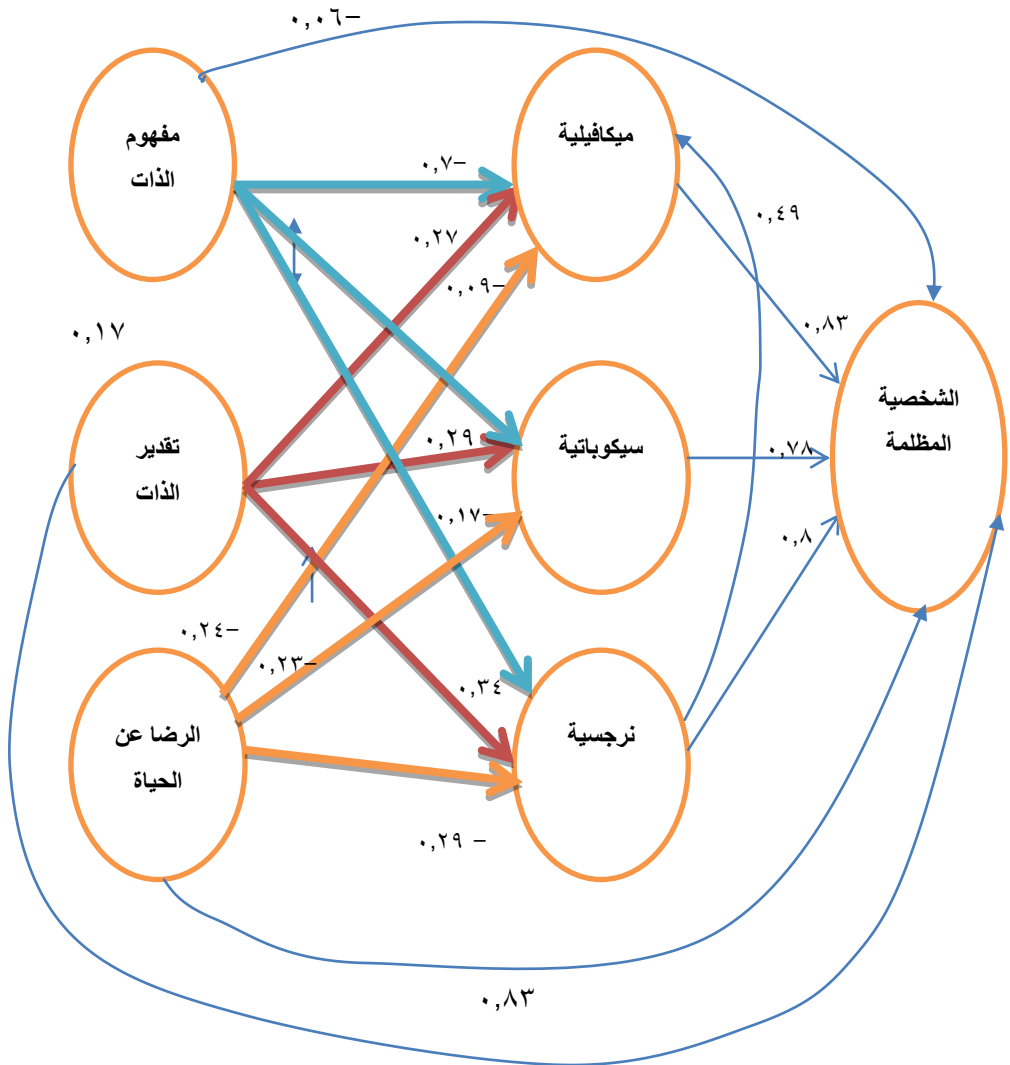 ٠,٠٦−
مفهوم
الذات
ميكافيلية
٠,٧−
٠,٤٩
٠,٢٧
٠,٠٩−
٠,١٧
٠,٨٣
الشخصية
المظلمة
تقدير
الذات
سيكوباتية
٠,٢٩
٠,٧٨
٠,١٧−
٠,٨
٠,٢٤−
٠,٢٣−
٠,٣٤
الرضا عن
الحياة
نرجسية
٠,٢٩ −
٠,٨٣